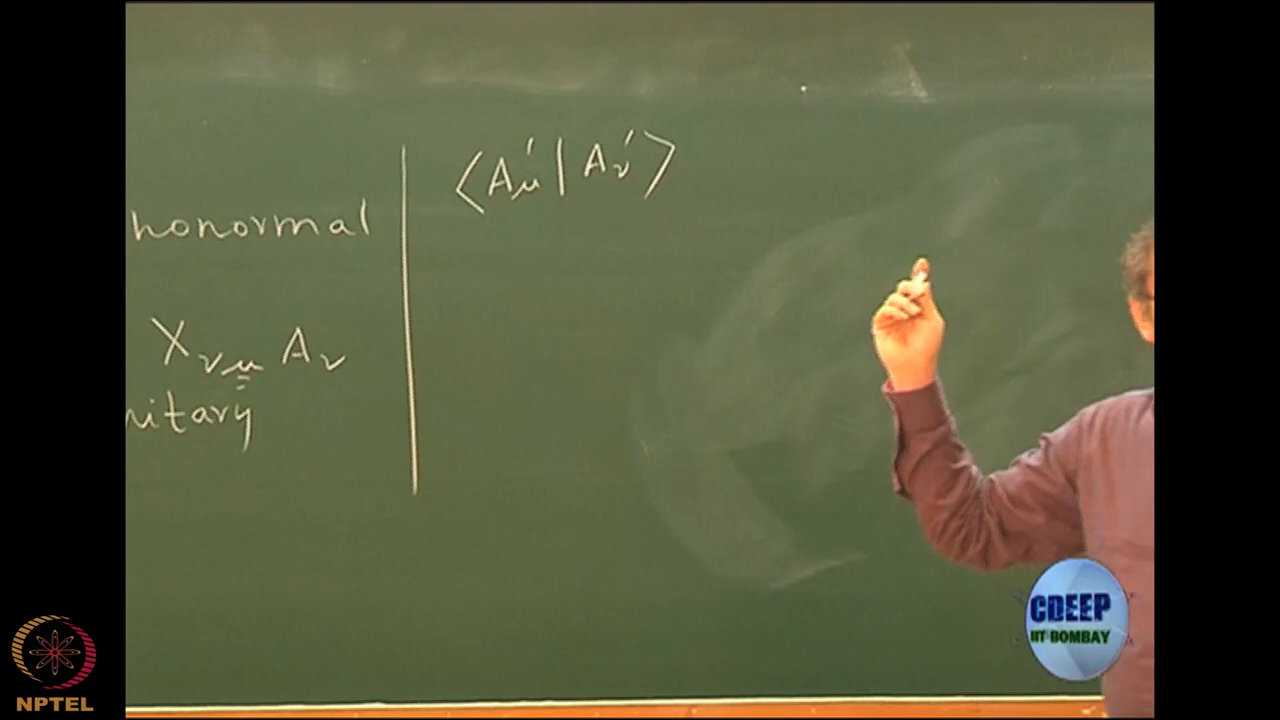 ⟨A'μ | A'ν⟩
honormal
Xνμ Aν
nitary
CDEEP
IIT BOMBAY
NPTEL